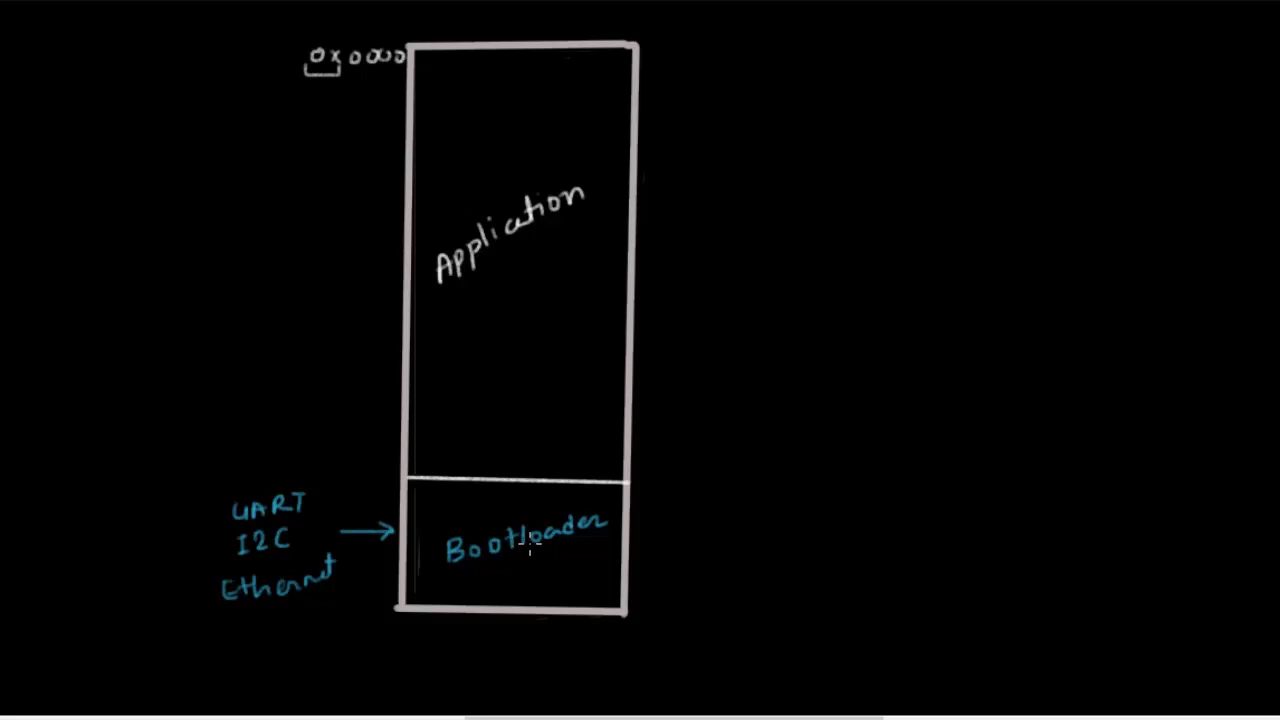 0x0000
Application
UART
I2C
Ethernet
Bootloader